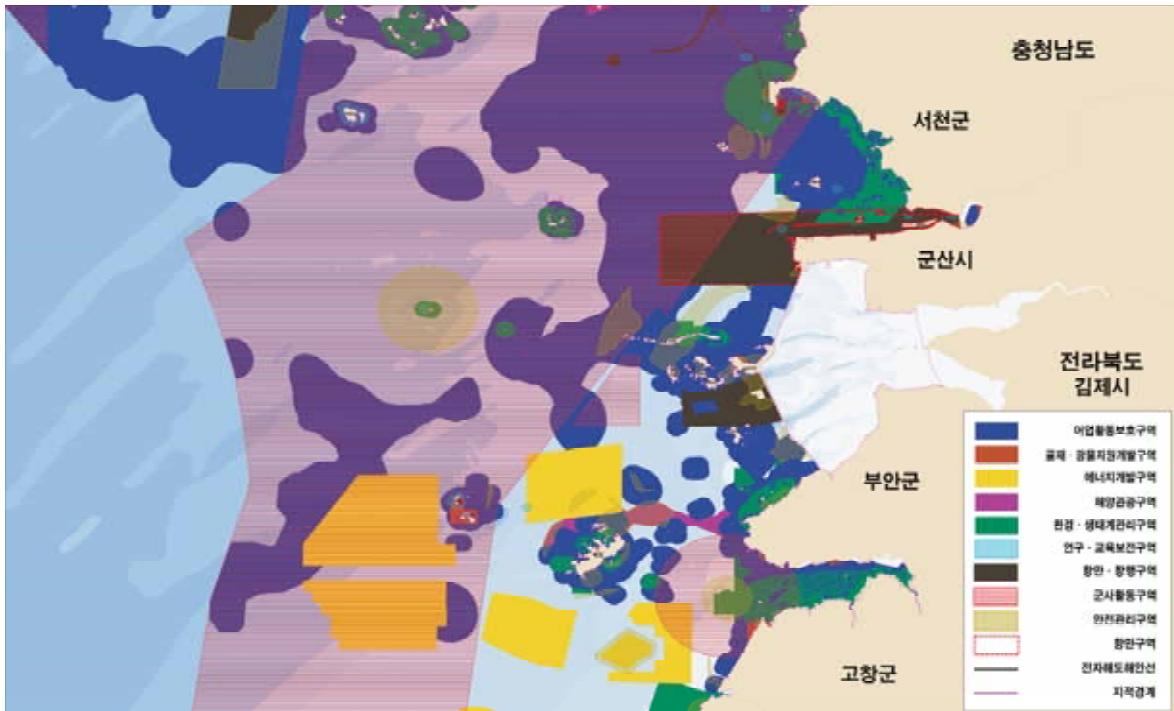 충청남도
서천군
군산시
전라북도
김제시
부안군
고창군
어업활동보호구역
골재·광물자원개발구역
에너지개발구역
해양관광구역
환경·생태계관리구역
연구·교육보전구역
항만·항행구역
군사활동구역
안전관리구역
항만구역
전자해도해안선
지적경계